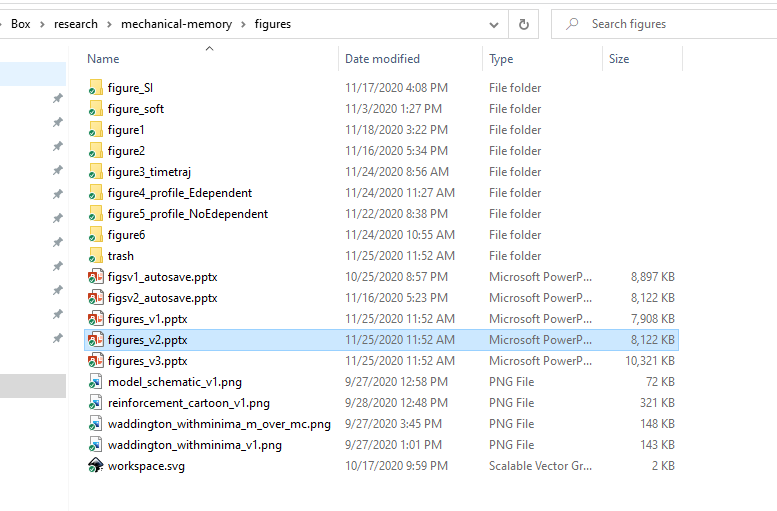 Box > research > mechanical-memory > figures
Search figures
Name Date modified Type Size
figure_SI 11/17/2020 4:08 PM File folder
figure_soft 11/3/2020 1:27 PM File folder
figure1 11/18/2020 3:22 PM File folder
figure2 11/16/2020 5:34 PM File folder
figure3_timetraj 11/24/2020 8:56 AM File folder
figure4_profile_Edependent 11/24/2020 11:27 AM File folder
figure5_profile_NoEdependent 11/22/2020 8:38 PM File folder
figure6 11/24/2020 10:55 AM File folder
trash 11/25/2020 11:52 AM File folder
figsv1_autosave.pptx 10/25/2020 8:57 PM Microsoft PowerP... 8,897 KB
figsv2_autosave.pptx 11/16/2020 5:23 PM Microsoft PowerP... 8,122 KB
figures_v1.pptx 11/25/2020 11:52 AM Microsoft PowerP... 7,908 KB
figures_v2.pptx 11/25/2020 11:52 AM Microsoft PowerP... 8,122 KB
figures_v3.pptx 11/25/2020 11:52 AM Microsoft PowerP... 10,321 KB
model_schematic_v1.png 9/27/2020 12:58 PM PNG File 72 KB
reinforcement_cartoon_v1.png 9/28/2020 12:48 PM PNG File 321 KB
waddington_withminima_m_over_mc.png 9/27/2020 3:45 PM PNG File 148 KB
waddington_withminima_v1.png 9/27/2020 1:01 PM PNG File 143 KB
workspace.svg 10/17/2020 9:59 PM Scalable Vector Gr... 2 KB